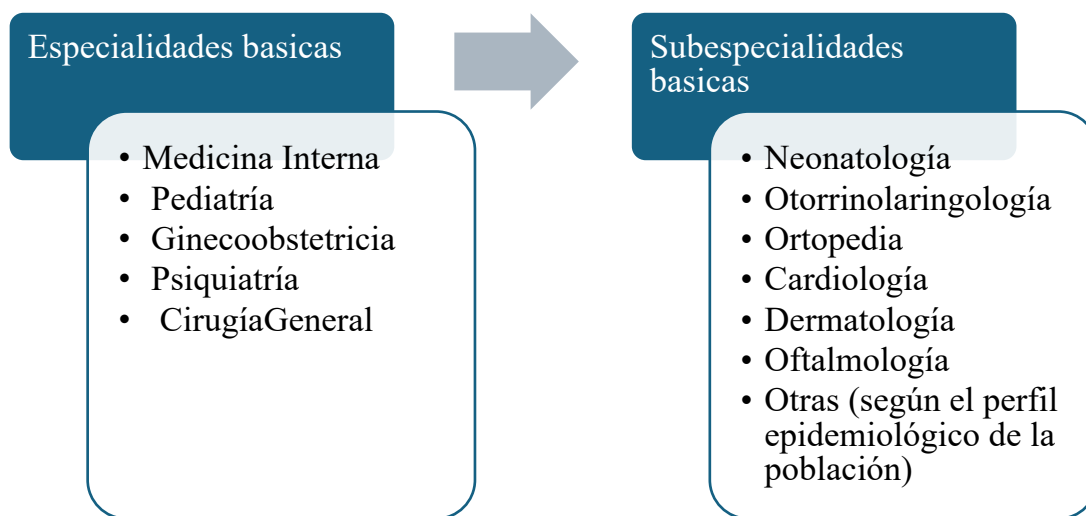 Especialidades basicas
• Medicina Interna
• Pediatría
• Ginecoobstetricia
• Psiquiatría
• CirugíaGeneral
Subespecialidades
basicas
• Neonatología
• Otorrinolaringología
• Ortopedia
• Cardiología
• Dermatología
• Oftalmología
• Otras (según el perfil
epidemiológico de la
población)